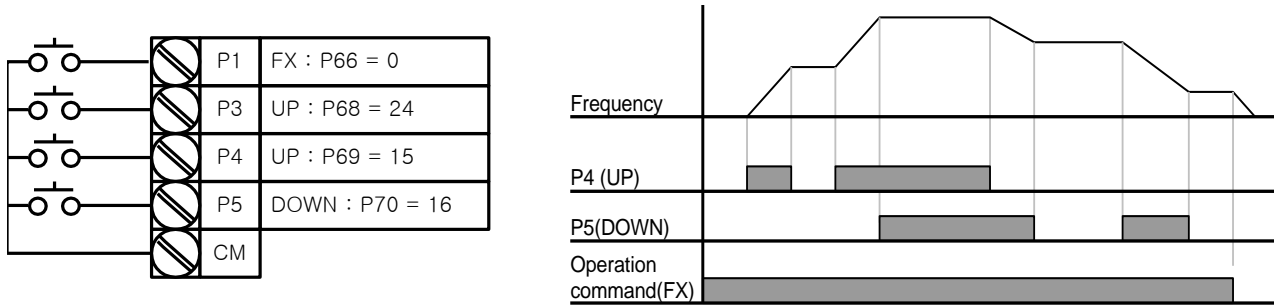 P1 FX : P66 = 0
P3 UP : P68 = 24
P4 UP : P69 = 15
P5 DOWN : P70 = 16
CM
Frequency
P4 (UP)
P5(DOWN)
Operation
command(FX)